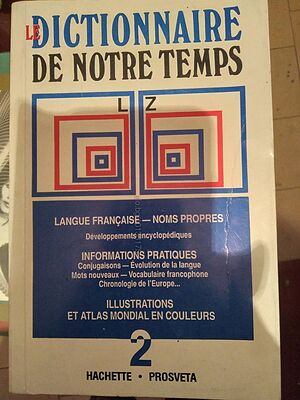 LE DICTIONNAIRE
DE NOTRE TEMPS
L Z
LANGUE FRANÇAISE — NOMS PROPRES
Développements encyclopédiques
INFORMATIONS PRATIQUES
Conjugaisons — Évolution de la langue
Mots nouveaux — Vocabulaire francophone
Chronologie de l'Europe...
ILLUSTRATIONS
ET ATLAS MONDIAL EN COULEURS
2
HACHETTE - PROSVETA